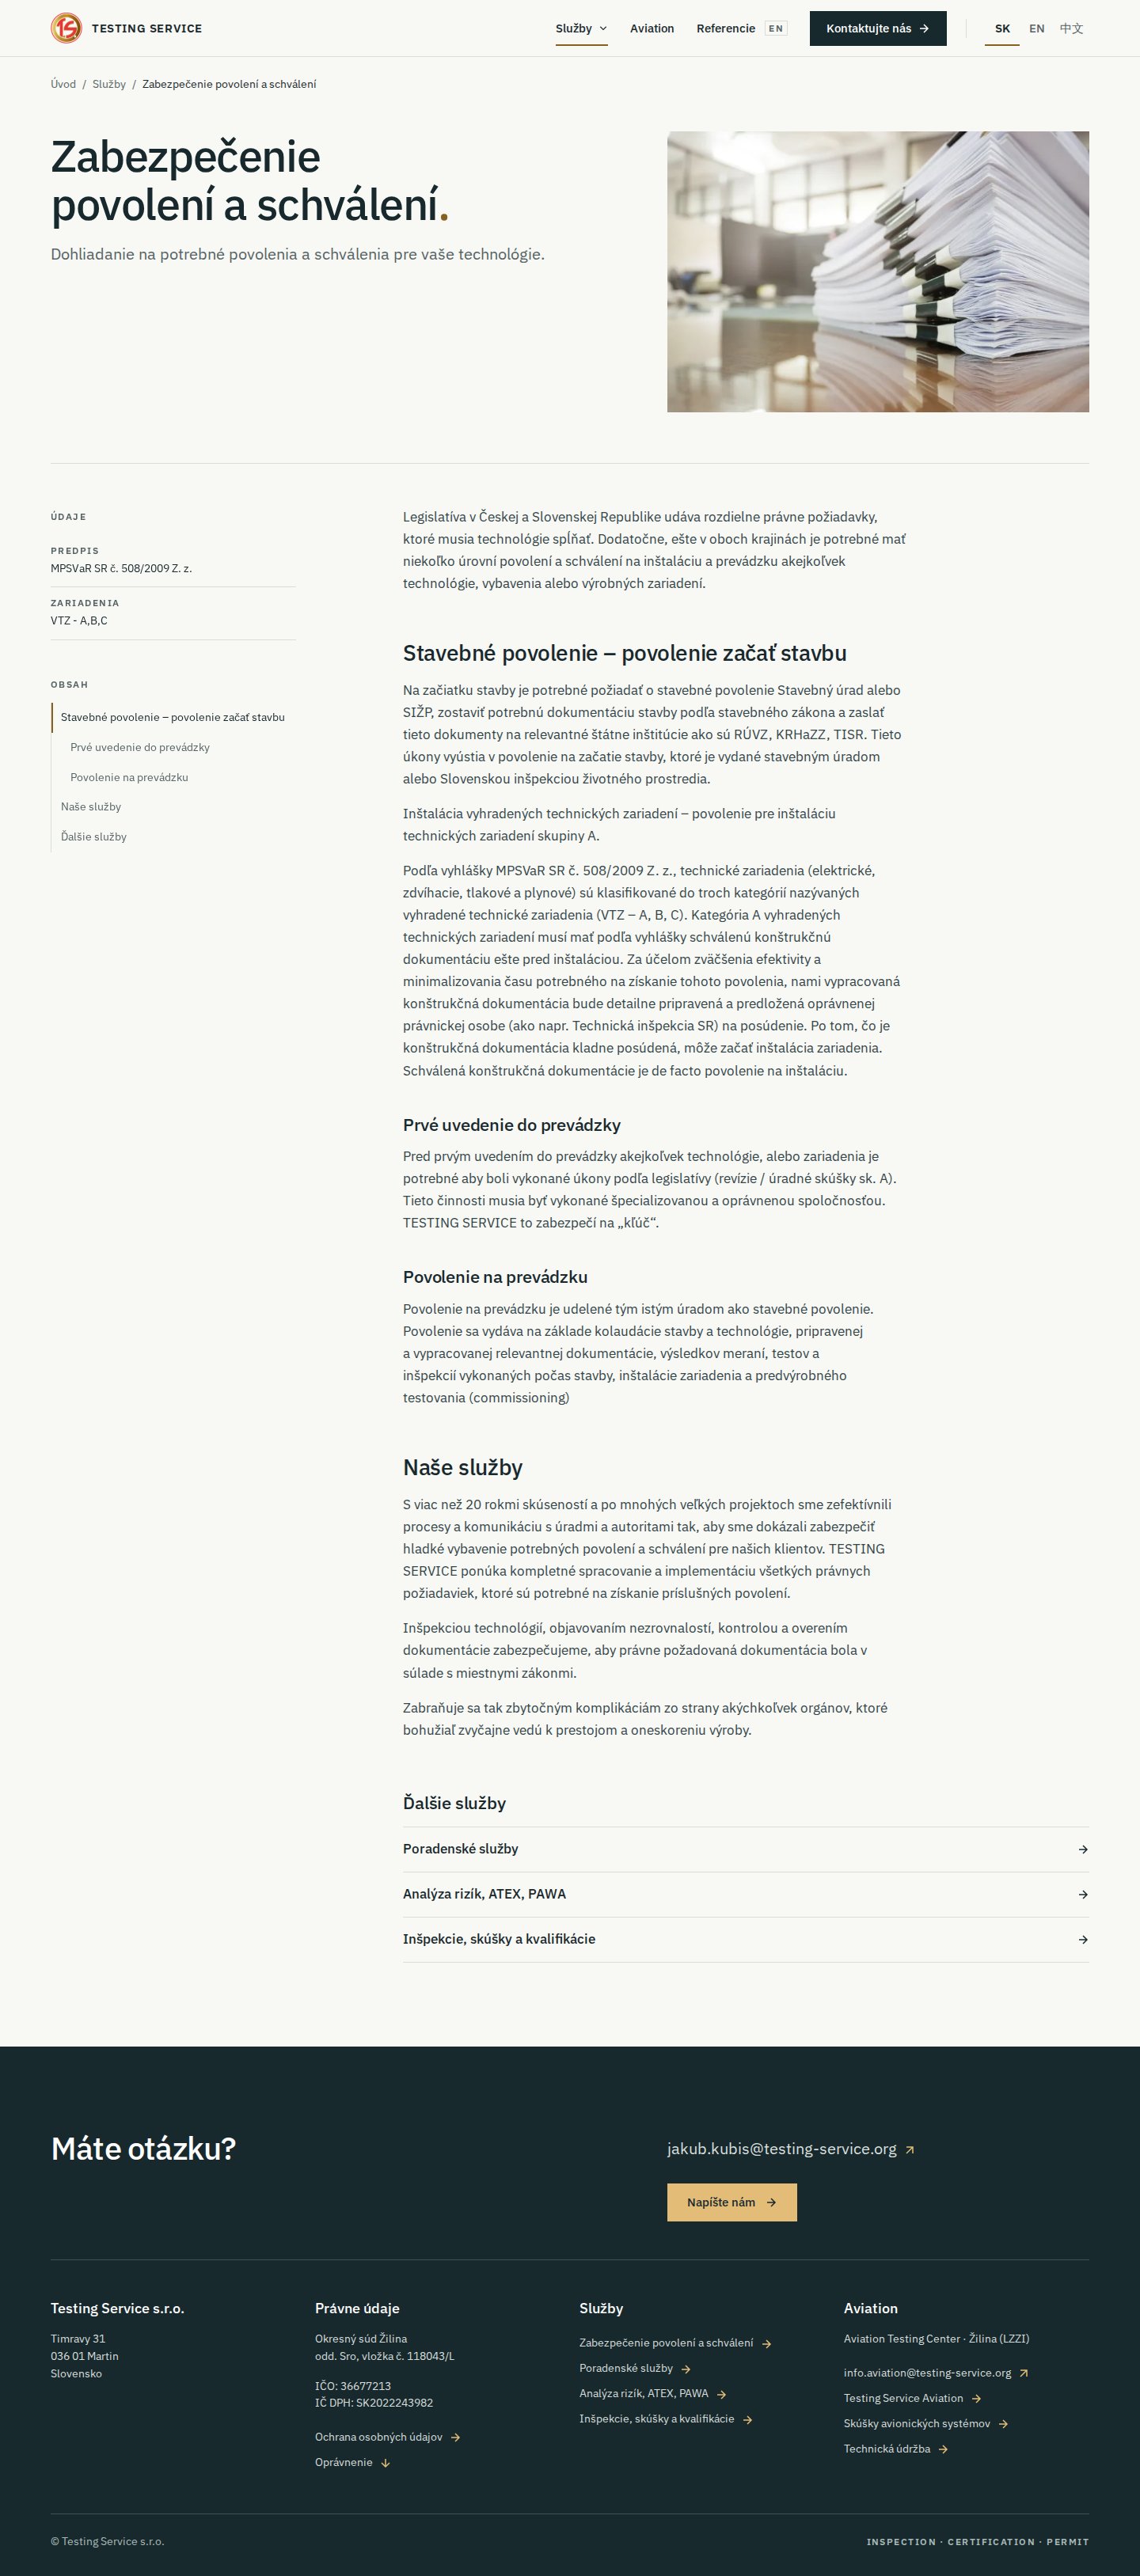 TESTING SERVICE
Služby
Aviation
Referencie EN
Kontaktujte nás →
SK EN 中文
Úvod / Služby / Zabezpečenie povolení a schválení
Zabezpečenie
povolení a schválení.
Dohliadanie na potrebné povolenia a schválenia pre vaše technológie.
ÚDAJE
PREDPIS
MPSVaR SR č. 508/2009 Z. z.
ZARIADENIA
VTZ - A,B,C
OBSAH
Stavebné povolenie – povolenie začať stavbu
Prvé uvedenie do prevádzky
Povolenie na prevádzku
Naše služby
Ďalšie služby
Legislatíva v Českej a Slovenskej Republike udáva rozdielne právne požiadavky,
ktoré musia technológie spĺňať. Dodatočne, ešte v oboch krajinách je potrebné mať
niekoľko úrovní povolení a schválení na inštaláciu a prevádzku akejkoľvek
technológie, vybavenia alebo výrobných zariadení.
Stavebné povolenie – povolenie začať stavbu
Na začiatku stavby je potrebné požiadať o stavebné povolenie Stavebný úrad alebo
SIŽP, zostaviť potrebnú dokumentáciu stavby podľa stavebného zákona a zaslať
tieto dokumenty na relevantné štátne inštitúcie ako sú RÚVZ, KRHaZZ, TISR. Tieto
úkony vyústia v povolenie na začatie stavby, ktoré je vydané stavebným úradom
alebo Slovenskou inšpekciou životného prostredia.
Inštalácia vyhradených technických zariadení – povolenie pre inštaláciu
technických zariadení skupiny A.
Podľa vyhlášky MPSVaR SR č. 508/2009 Z. z., technické zariadenia (elektrické,
zdvíhacie, tlakové a plynové) sú klasifikované do troch kategórií nazývaných
vyhradené technické zariadenia (VTZ – A, B, C). Kategória A vyhradených
technických zariadení musí mať podľa vyhlášky schválenú konštrukčnú
dokumentáciu ešte pred inštaláciou. Za účelom zväčšenia efektivity a
minimalizovania času potrebného na získanie tohoto povolenia, nami vypracovaná
konštrukčná dokumentácia bude detailne pripravená a predložená oprávnenej
právnickej osobe (ako napr. Technická inšpekcia SR) na posúdenie. Po tom, čo je
konštrukčná dokumentácia kladne posúdená, môže začať inštalácia zariadenia.
Schválená konštrukčná dokumentácie je de facto povolenie na inštaláciu.
Prvé uvedenie do prevádzky
Pred prvým uvedením do prevádzky akejkoľvek technológie, alebo zariadenia je
potrebné aby boli vykonané úkony podľa legislatívy (revízie / úradné skúšky sk. A).
Tieto činnosti musia byť vykonané špecializovanou a oprávnenou spoločnosťou.
TESTING SERVICE to zabezpečí na „kľúč“.
Povolenie na prevádzku
Povolenie na prevádzku je udelené tým istým úradom ako stavebné povolenie.
Povolenie sa vydáva na základe kolaudácie stavby a technológie, pripravenej
a vypracovanej relevantnej dokumentácie, výsledkov meraní, testov a
inšpekcií vykonaných počas stavby, inštalácie zariadenia a predvýrobného
testovania (commissioning)
Naše služby
S viac než 20 rokmi skúseností a po mnohých veľkých projektoch sme zefektívnili
procesy a komunikáciu s úradmi a autoritami tak, aby sme dokázali zabezpečiť
hladké vybavenie potrebných povolení a schválení pre našich klientov. TESTING
SERVICE ponúka kompletné spracovanie a implementáciu všetkých právnych
požiadaviek, ktoré sú potrebné na získanie príslušných povolení.
Inšpekciou technológií, objavovaním nezrovnalostí, kontrolou a overením
dokumentácie zabezpečujeme, aby právne požadovaná dokumentácia bola v
súlade s miestnymi zákonmi.
Zabraňuje sa tak zbytočným komplikáciám zo strany akýchkoľvek orgánov, ktoré
bohužiaľ zvyčajne vedú k prestojom a oneskoreniu výroby.
Ďalšie služby
Poradenské služby →
Analýza rizík, ATEX, PAWA →
Inšpekcie, skúšky a kvalifikácie →
Máte otázku?
jakub.kubis@testing-service.org ↗
Napíšte nám →
Testing Service s.r.o.
Timravy 31
036 01 Martin
Slovensko
Právne údaje
Okresný súd Žilina
odd. Sro, vložka č. 118043/L
IČO: 36677213
IČ DPH: SK2022243982
Ochrana osobných údajov →
Oprávnenie ↓
Služby
Zabezpečenie povolení a schválení →
Poradenské služby →
Analýza rizík, ATEX, PAWA →
Inšpekcie, skúšky a kvalifikácie →
Aviation
Aviation Testing Center · Žilina (LZZI)
info.aviation@testing-service.org ↗
Testing Service Aviation →
Skúšky avionických systémov →
Technická údržba →
© Testing Service s.r.o.
INSPECTION · CERTIFICATION · PERMIT